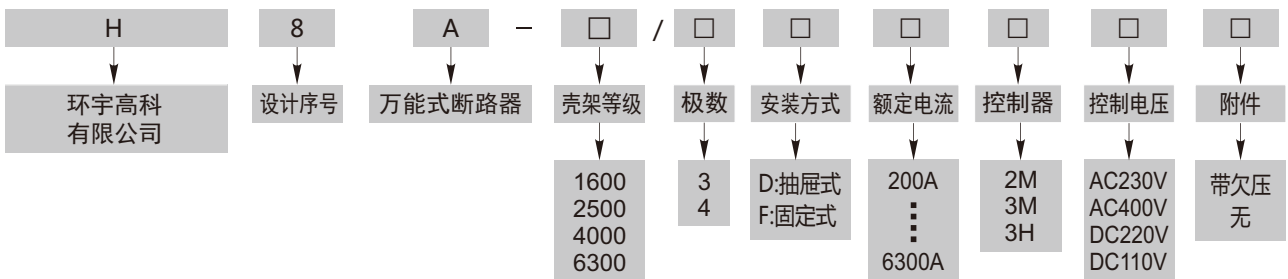 H 8 A - □ / □ □ □ □ □ □
环宇高科
有限公司
设计序号
万能式断路器
壳架等级
极数
安装方式
额定电流
控制器
控制电压
附件
1600
2500
4000
6300
3
4
D:抽屉式
F:固定式
200A
6300A
2M
3M
3H
AC230V
AC400V
DC220V
DC110V
带欠压
无